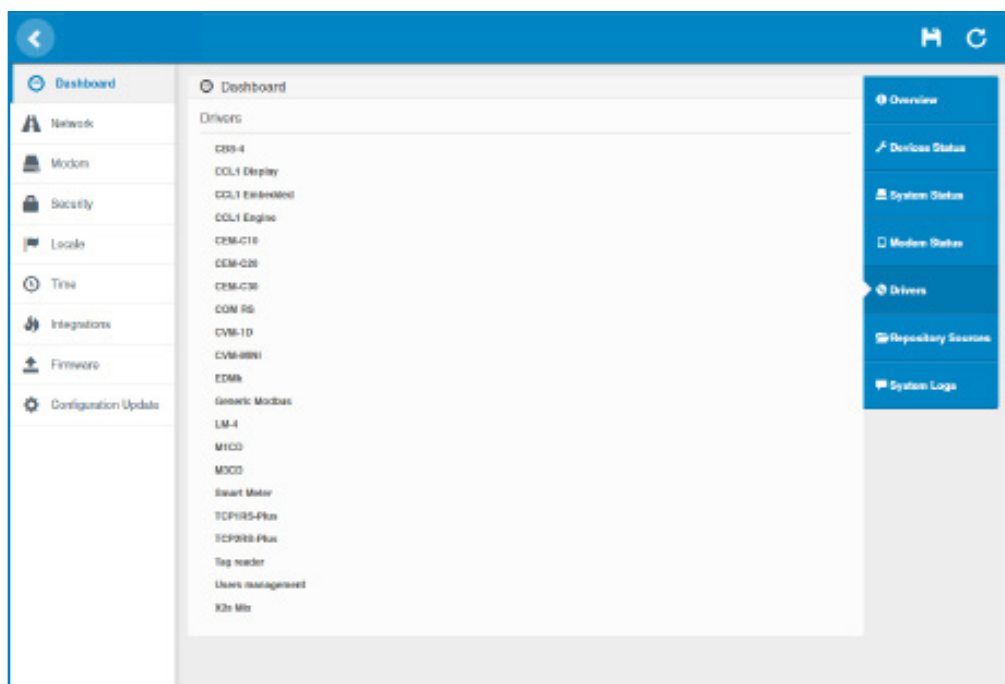 Dashboard
Network
Modem
Security
Locale
Time
Integrations
Firmware
Configuration Update
Dashboard
Drivers
CBS-4
CCL1 Display
CCL1 Embedded
CCL1 Engine
CEM-C10
CEM-C20
CEM-C30
COM RS
CVM-1D
CVM-MINI
EDMk
Generic Modbus
LM-4
M1CO
M3CO
Smart Meter
TCP1RS-Plus
TCP2RS-Plus
Tag reader
Users management
Overview
Devices Status
System Status
Modem Status
Drivers
Repository Sources
System Logs